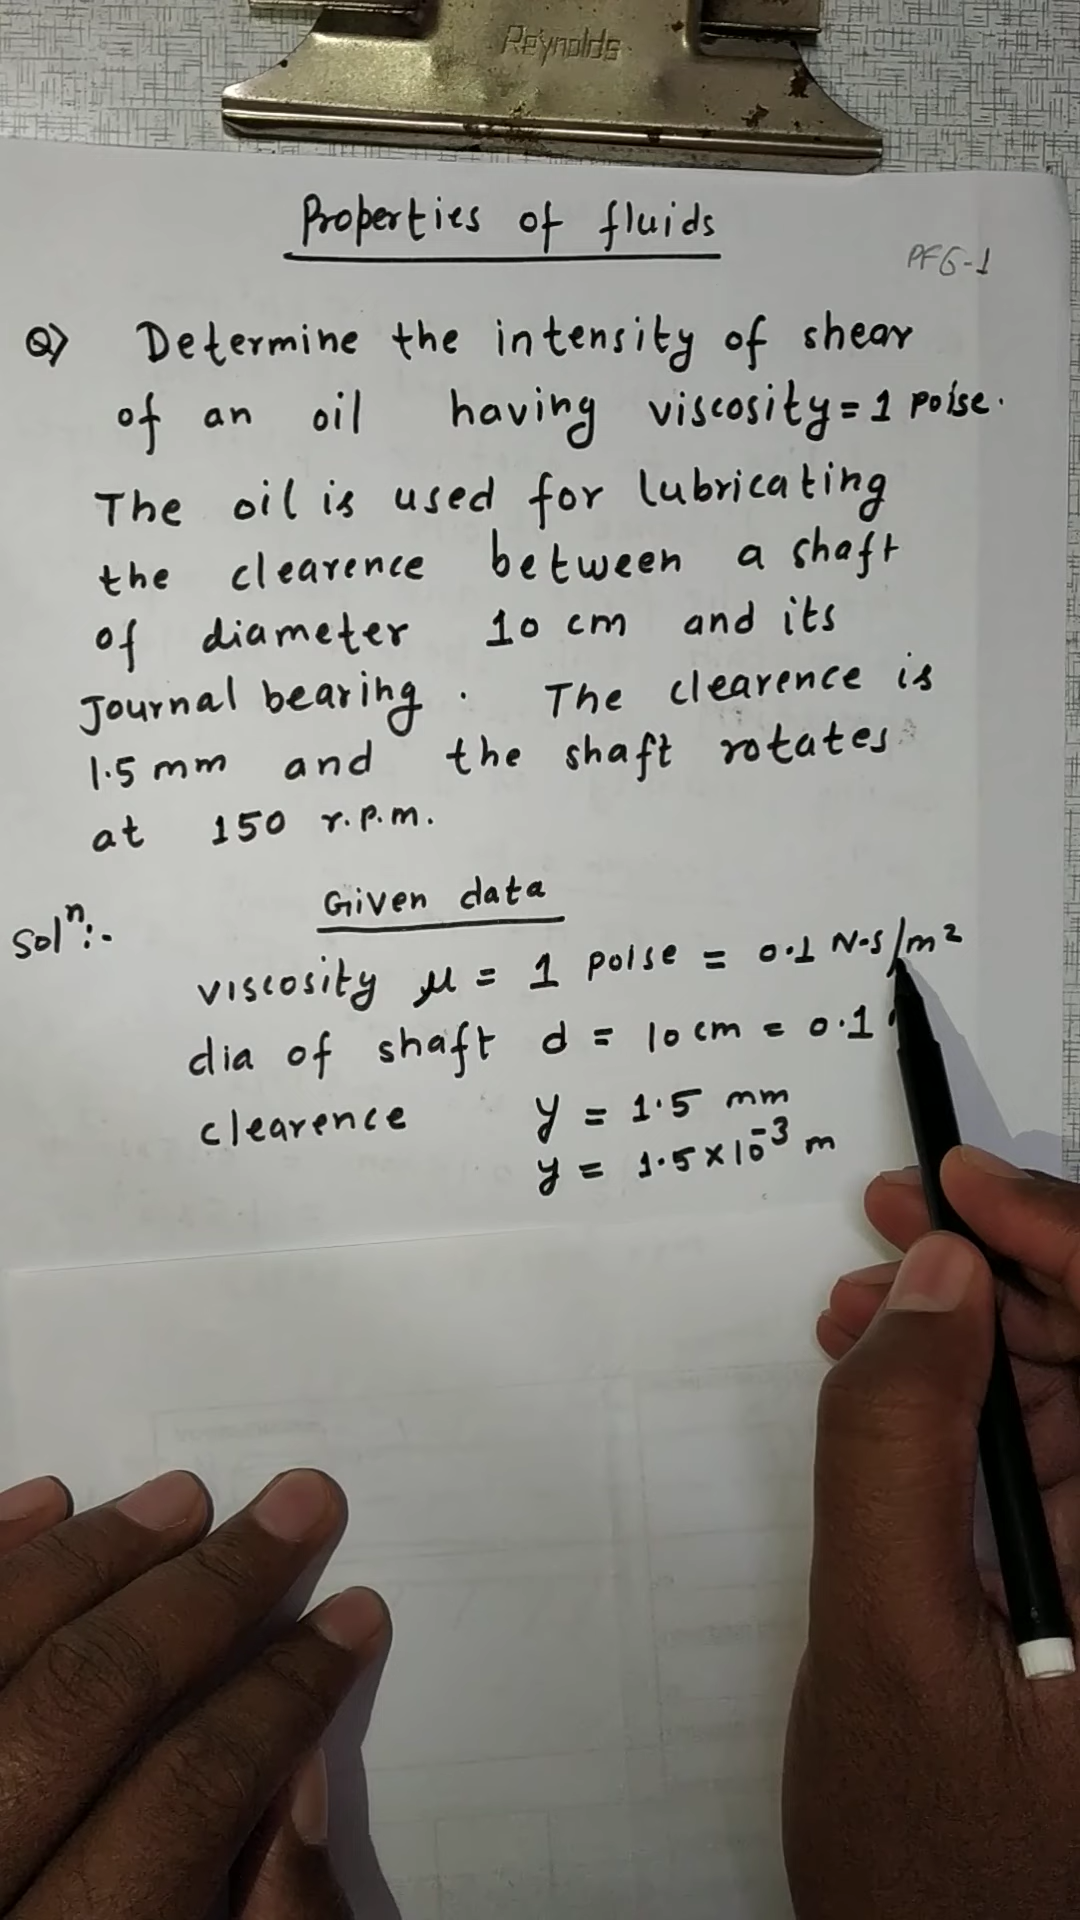 Reynolds
Properties of fluids
PFG-1
Q) Determine the intensity of shear
of an oil having viscosity = 1 poise.
The oil is used for lubricating
the clearence between a shaft
of diameter 10 cm and its
Journal bearing. The clearence is
1.5 mm and the shaft rotates
at 150 r.p.m.
Solⁿ:- Given data
viscosity μ = 1 poise = 0.1 N-s/m²
dia of shaft d = 10 cm = 0.1
clearence y = 1.5 mm
y = 1.5 × 10⁻³ m